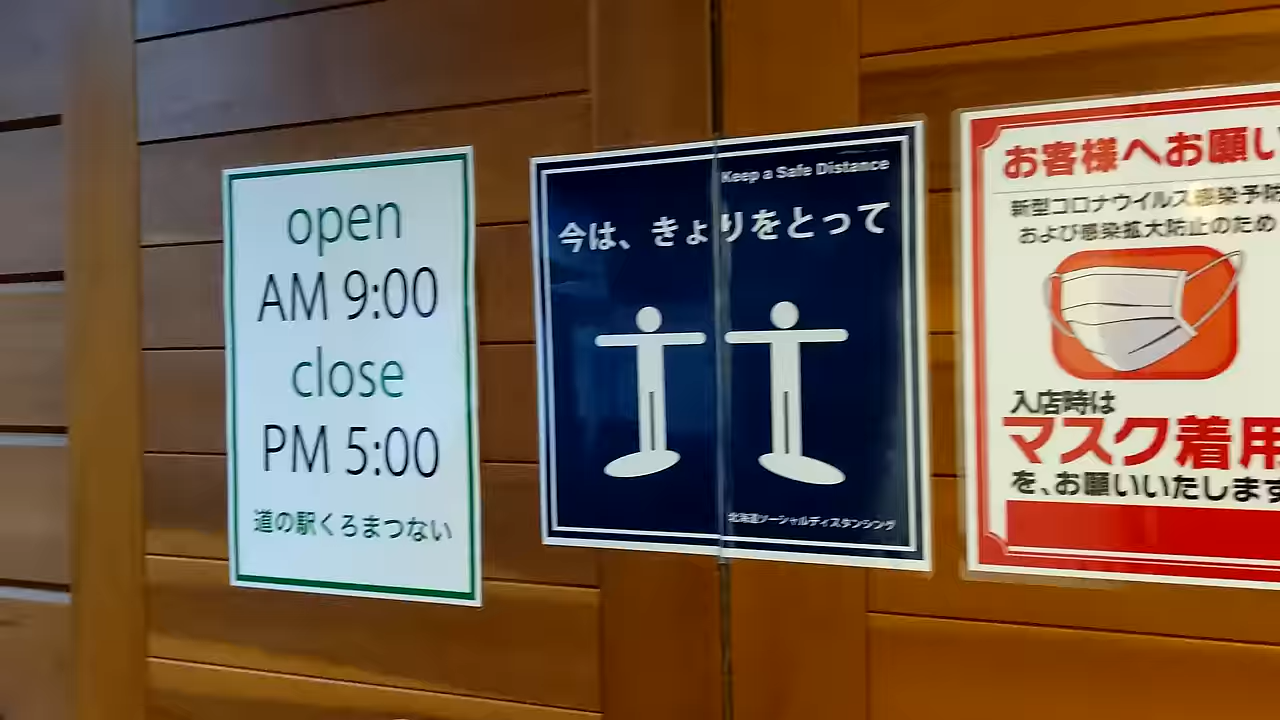 open
AM 9:00
close
PM 5:00
道の駅くろまつない
Keep a Safe Distance
今は、きょりをとって
北海道ソーシャルディスタンシング
お客様へお願い
新型コロナウイルス感染予防
および感染拡大防止のため
入店時は
マスク着用
を、お願いいたします